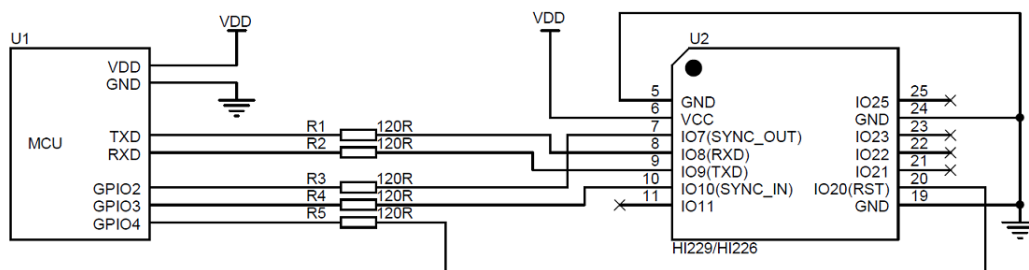 VDD
VDD
U1
U2
VDD
GND
MCU
TXD
RXD
GPIO2
GPIO3
GPIO4
R1 120R
R2 120R
R3 120R
R4 120R
R5 120R
5 GND
6 VCC
7 IO7(SYNC_OUT)
8 IO8(RXD)
9 IO9(TXD)
10 IO10(SYNC_IN)
11 IO11
IO25 25
GND 24
IO23 23
IO22 22
IO21 21
IO20(RST) 20
GND 19
HI229/HI226